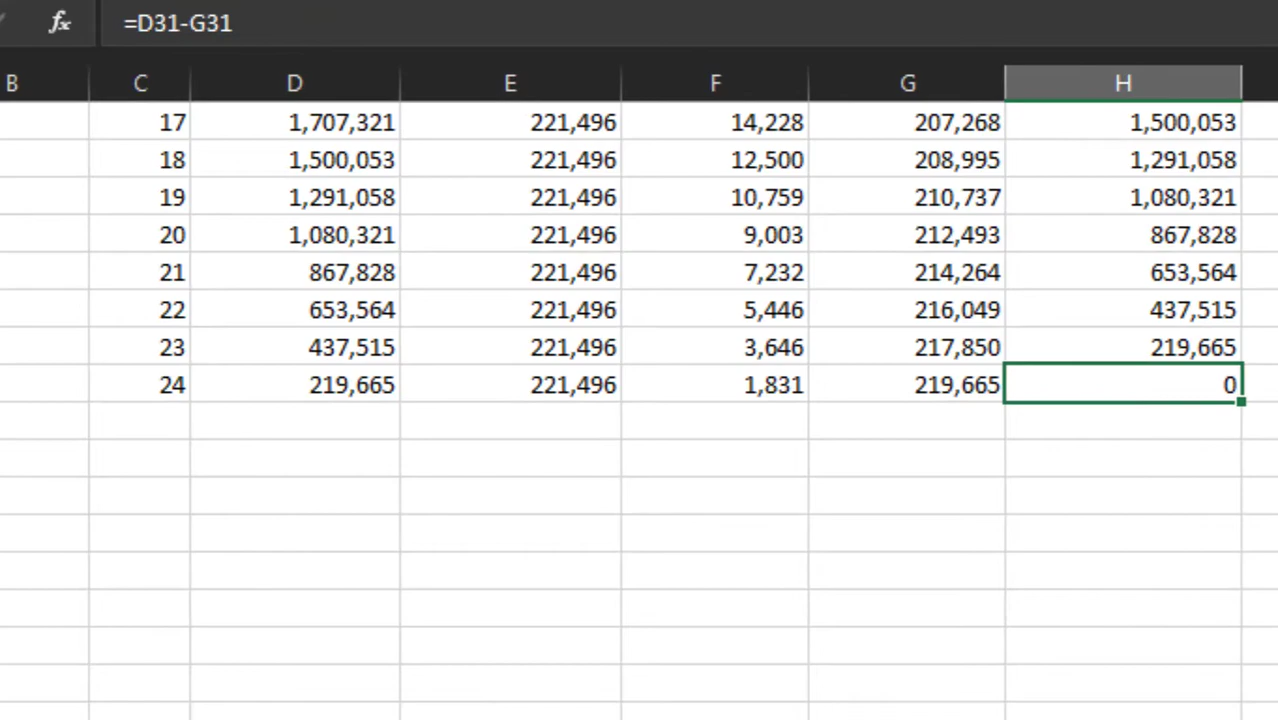 fx =D31-G31
B C D E F G H
17 1,707,321 221,496 14,228 207,268 1,500,053
18 1,500,053 221,496 12,500 208,995 1,291,058
19 1,291,058 221,496 10,759 210,737 1,080,321
20 1,080,321 221,496 9,003 212,493 867,828
21 867,828 221,496 7,232 214,264 653,564
22 653,564 221,496 5,446 216,049 437,515
23 437,515 221,496 3,646 217,850 219,665
24 219,665 221,496 1,831 219,665 0